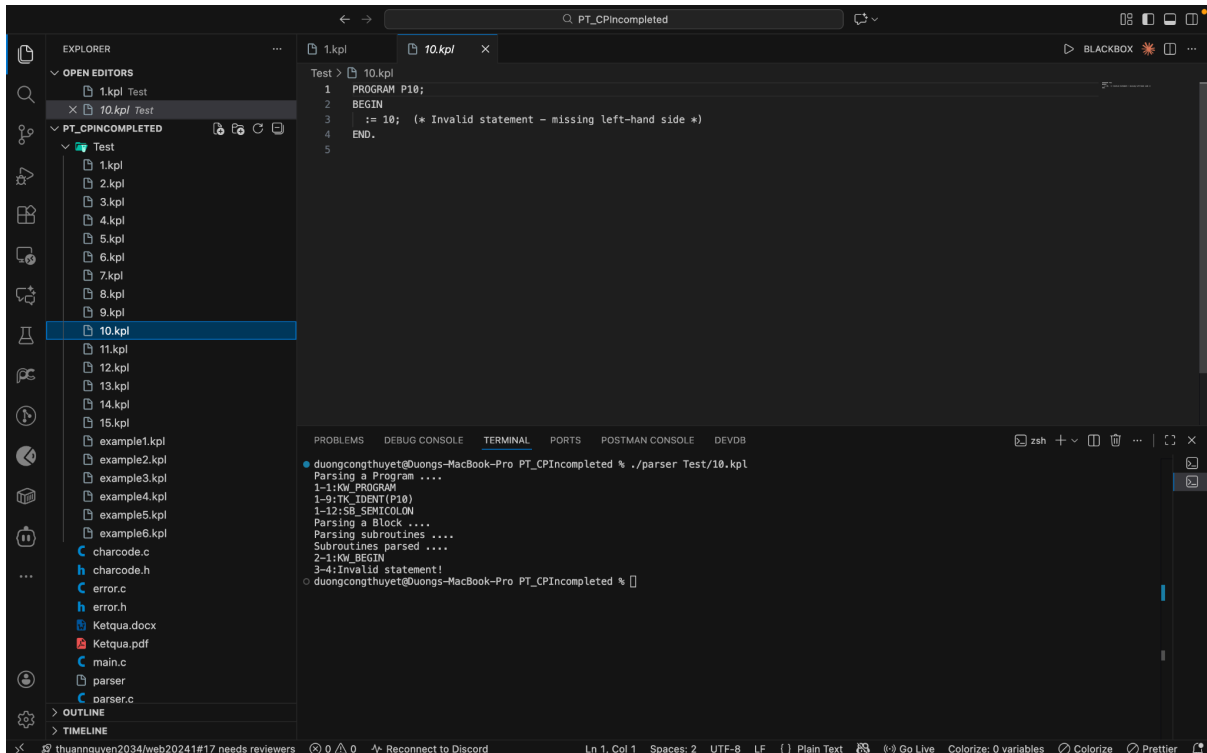 PT_CPIncompleted
EXPLORER
OPEN EDITORS
1.kpl Test
10.kpl Test
PT_CPINCOMPLETED
Test
1.kpl
2.kpl
3.kpl
4.kpl
5.kpl
6.kpl
7.kpl
8.kpl
9.kpl
10.kpl
11.kpl
12.kpl
13.kpl
14.kpl
15.kpl
example1.kpl
example2.kpl
example3.kpl
example4.kpl
example5.kpl
example6.kpl
C charcode.c
h charcode.h
C error.c
h error.h
Ketqua.docx
Ketqua.pdf
C main.c
parser
C parser.c
OUTLINE
TIMELINE
1.kpl 10.kpl BLACKBOX
Test > 10.kpl
1 PROGRAM P10;
2 BEGIN
3 := 10; (* Invalid statement - missing left-hand side *)
4 END.
5
PROBLEMS DEBUG CONSOLE TERMINAL PORTS POSTMAN CONSOLE DEVDB zsh
duongcongthuyet@Duongs-MacBook-Pro PT_CPIncompleted % ./parser Test/10.kpl
Parsing a Program ....
1-1:KW_PROGRAM
1-9:TK_IDENT(P10)
1-12:SB_SEMICOLON
Parsing a Block ....
Parsing subroutines ....
Subroutines parsed ....
2-1:KW_BEGIN
3-4:Invalid statement!
duongcongthuyet@Duongs-MacBook-Pro PT_CPIncompleted %
thuannguyen2034/web20241#17 needs reviewers 0 0 Reconnect to Discord Ln 1, Col 1 Spaces: 2 UTF-8 LF {} Plain Text Go Live Colorize: 0 variables Colorize Prettier